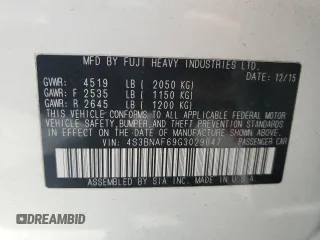 MFD BY FUJI HEAVY INDUSTRIES LTD.
DATE: 12/15
GVWR: 4519 LB ( 2050 KG)
GAWR: F 2535 LB ( 1150 KG)
GAWR: R 2645 LB ( 1200 KG)
THIS VEHICLE CONFORMS TO ALL APPLICABLE
FEDERAL MOTOR VEHICLE
SAFETY, BUMPER, AND THEFT PREVENTION
STANDARDS IN EFFECT ON THE DATE OF
MANUFACTURE SHOWN ABOVE.
VIN: 4S3BNAF69G3029847
PASSENGER CAR
ASSEMBLED BY SIA INC. MADE IN U.S.A.
© AutoBidMaster